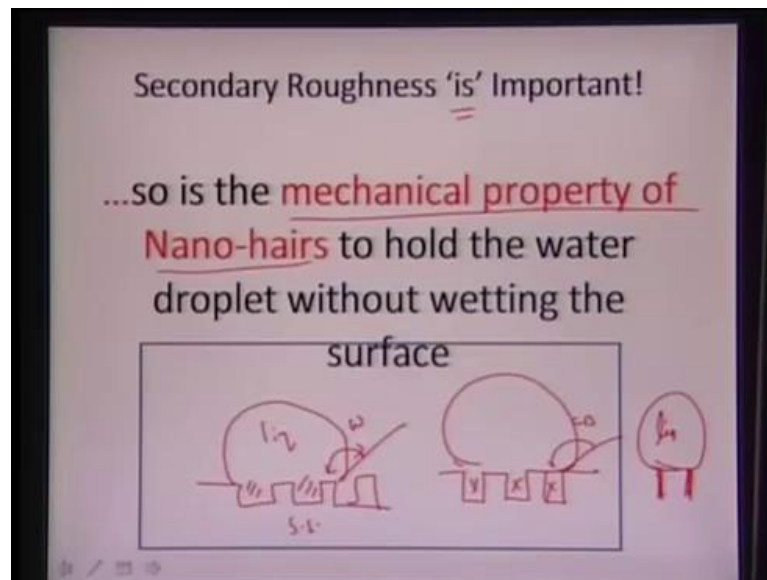 Secondary Roughness ‘is’ Important!
...so is the mechanical property of
Nano-hairs to hold the water
droplet without wetting the
surface
liq
W
s.s.